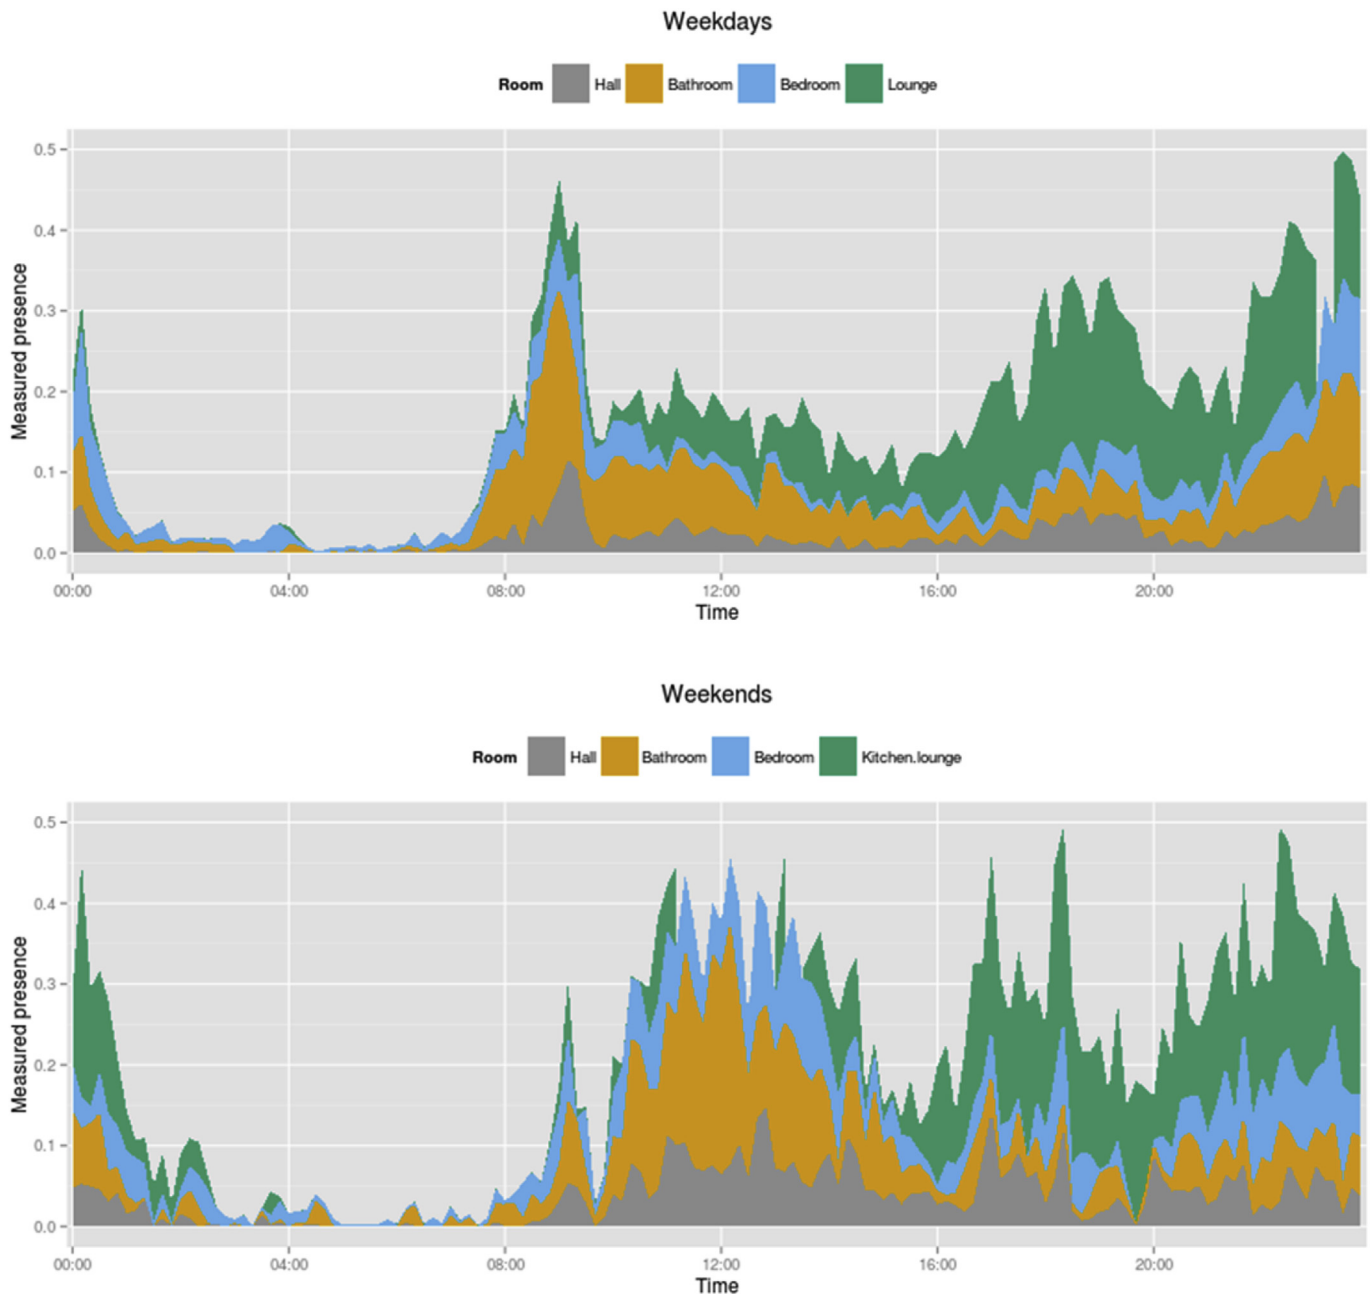 Weekdays
Room Hall Bathroom Bedroom Lounge
Measured presence
0.5
0.4
0.3
0.2
0.1
0.0
00:00 04:00 08:00 12:00 16:00 20:00
Time
Weekends
Room Hall Bathroom Bedroom Kitchen.lounge
Measured presence
0.5
0.4
0.3
0.2
0.1
0.0
00:00 04:00 08:00 12:00 16:00 20:00
Time